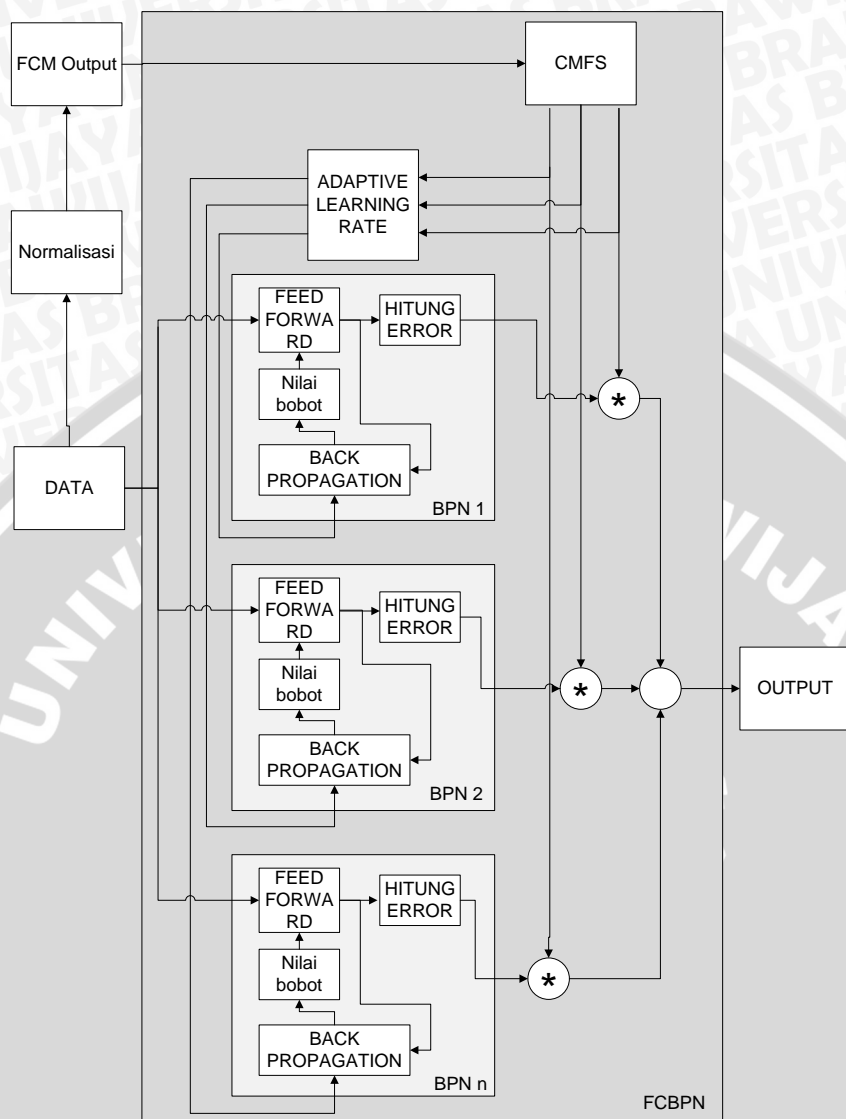 FCM Output
CMFS
ADAPTIVE
LEARNING
RATE
Normalisasi
DATA
FEED
FORWA
RD
HITUNG
ERROR
Nilai
bobot
BACK
PROPAGATION
BPN 1
*
FEED
FORWA
RD
HITUNG
ERROR
Nilai
bobot
BACK
PROPAGATION
BPN 2
*
OUTPUT
FEED
FORWA
RD
HITUNG
ERROR
Nilai
bobot
BACK
PROPAGATION
BPN n
*
FCBPN